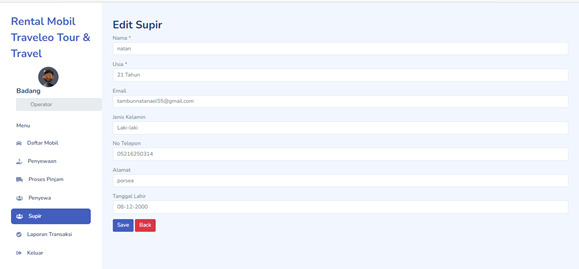 Rental Mobil
Traveleo Tour &
Travel
Badang
Operator
Menu
Daftar Mobil
Penyewaan
Proses Pinjam
Penyewa
Supir
Laporan Transaksi
Keluar
Edit Supir
Nama *
natan
Usia *
21 Tahun
Email
tambunnatanael35@gmail.com
Jenis Kelamin
Laki-laki
No Telepon
05216250314
Alamat
porsea
Tanggal Lahir
06-12-2000
Save
Back